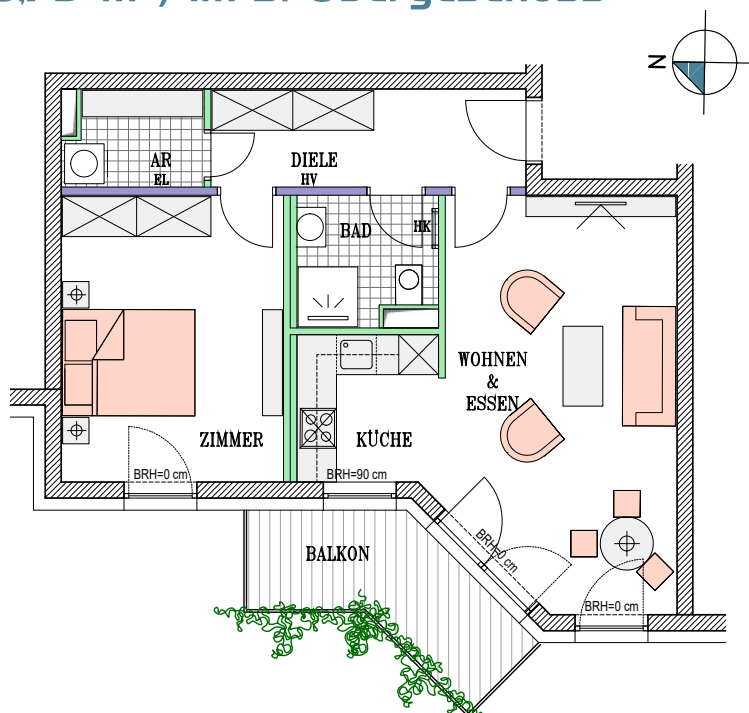 N
AR
EL
DIELE
HV
BAD
HK
WOHNEN
&
ESSEN
ZIMMER
KÜCHE
BRH=0 cm
BRH=90 cm
BRH=0 cm
BRH=0 cm
BALKON